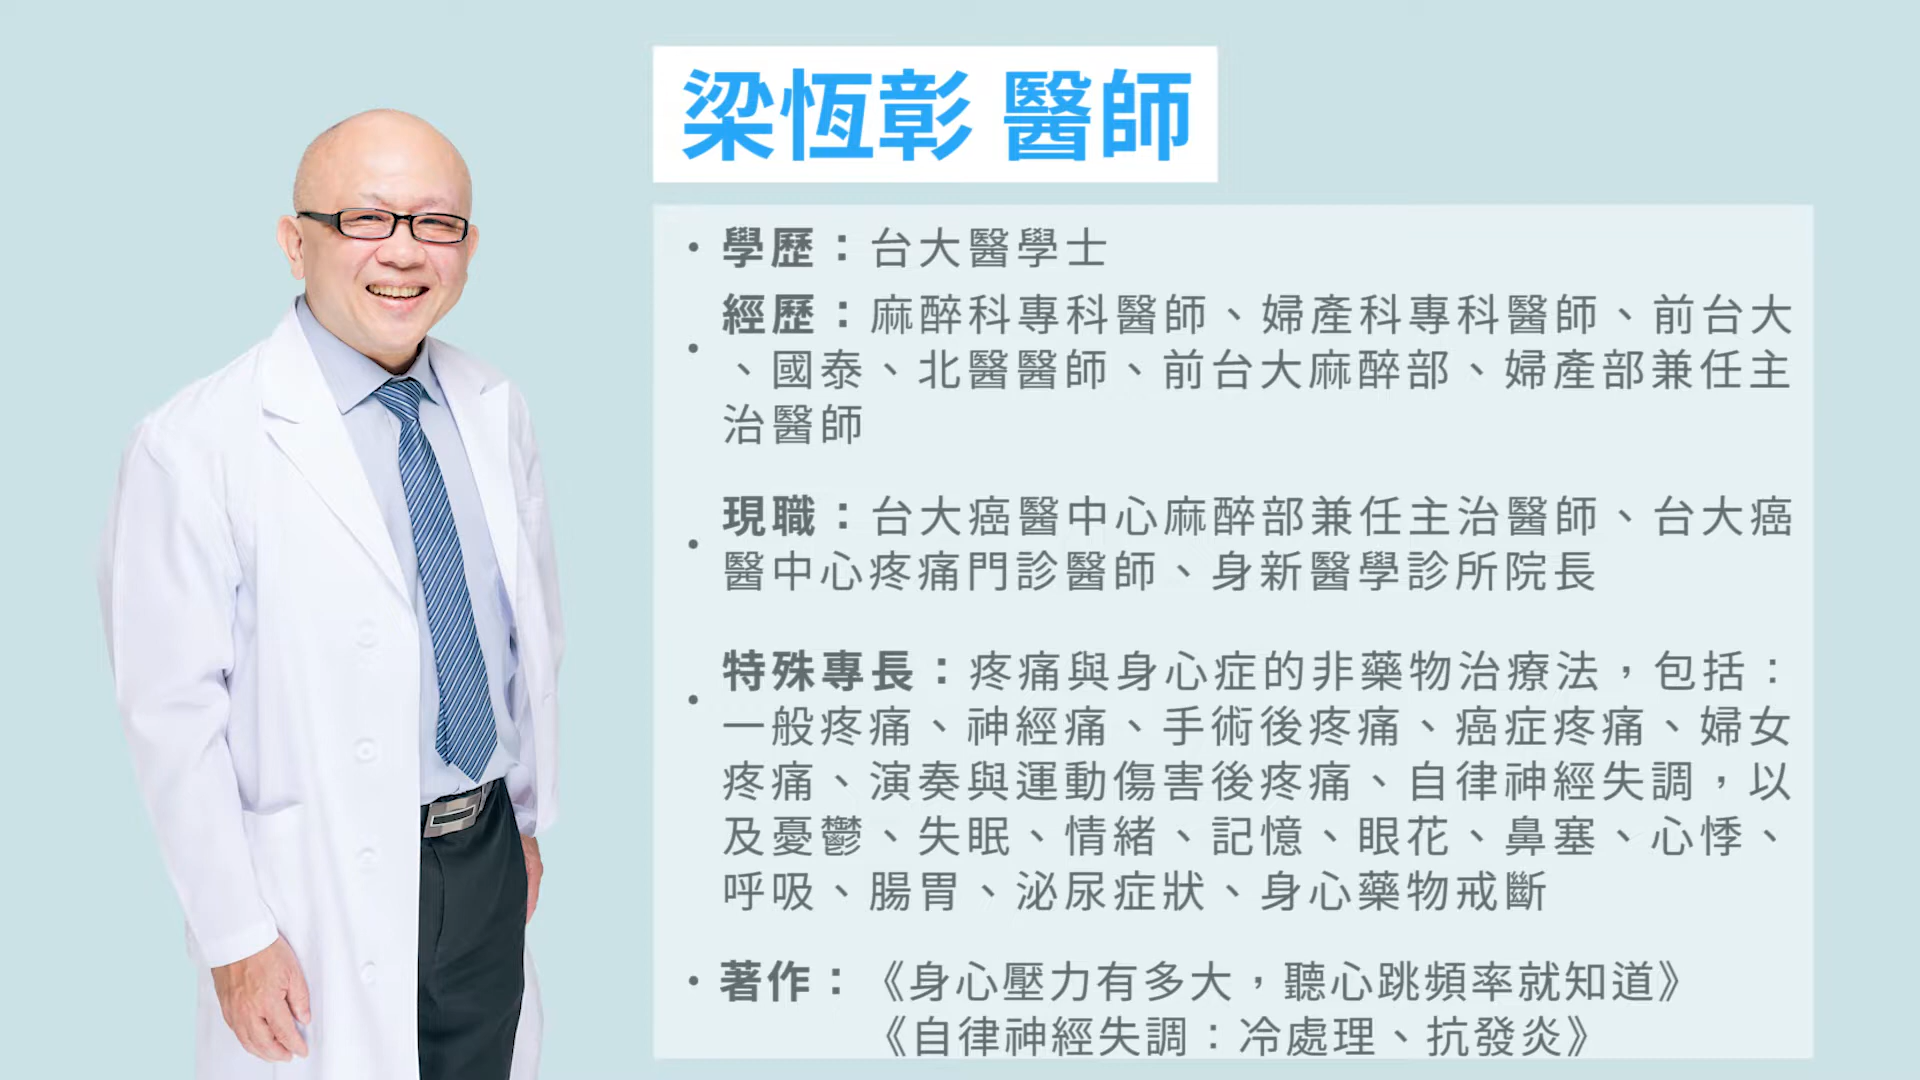 梁恆彰 醫師
• 學歷：台大醫學士
• 經歷：麻醉科專科醫師、婦產科專科醫師、前台大
、國泰、北醫醫師、前台大麻醉部、婦產部兼任主
治醫師
• 現職：台大癌醫中心麻醉部兼任主治醫師、台大癌
醫中心疼痛門診醫師、身新醫學診所院長
• 特殊專長：疼痛與身心症的非藥物治療法，包括：
一般疼痛、神經痛、手術後疼痛、癌症疼痛、婦女
疼痛、演奏與運動傷害後疼痛、自律神經失調，以
及憂鬱、失眠、情緒、記憶、眼花、鼻塞、心悸、
呼吸、腸胃、泌尿症狀、身心藥物戒斷
• 著作：《身心壓力有多大，聽心跳頻率就知道》
《自律神經失調：冷處理、抗發炎》